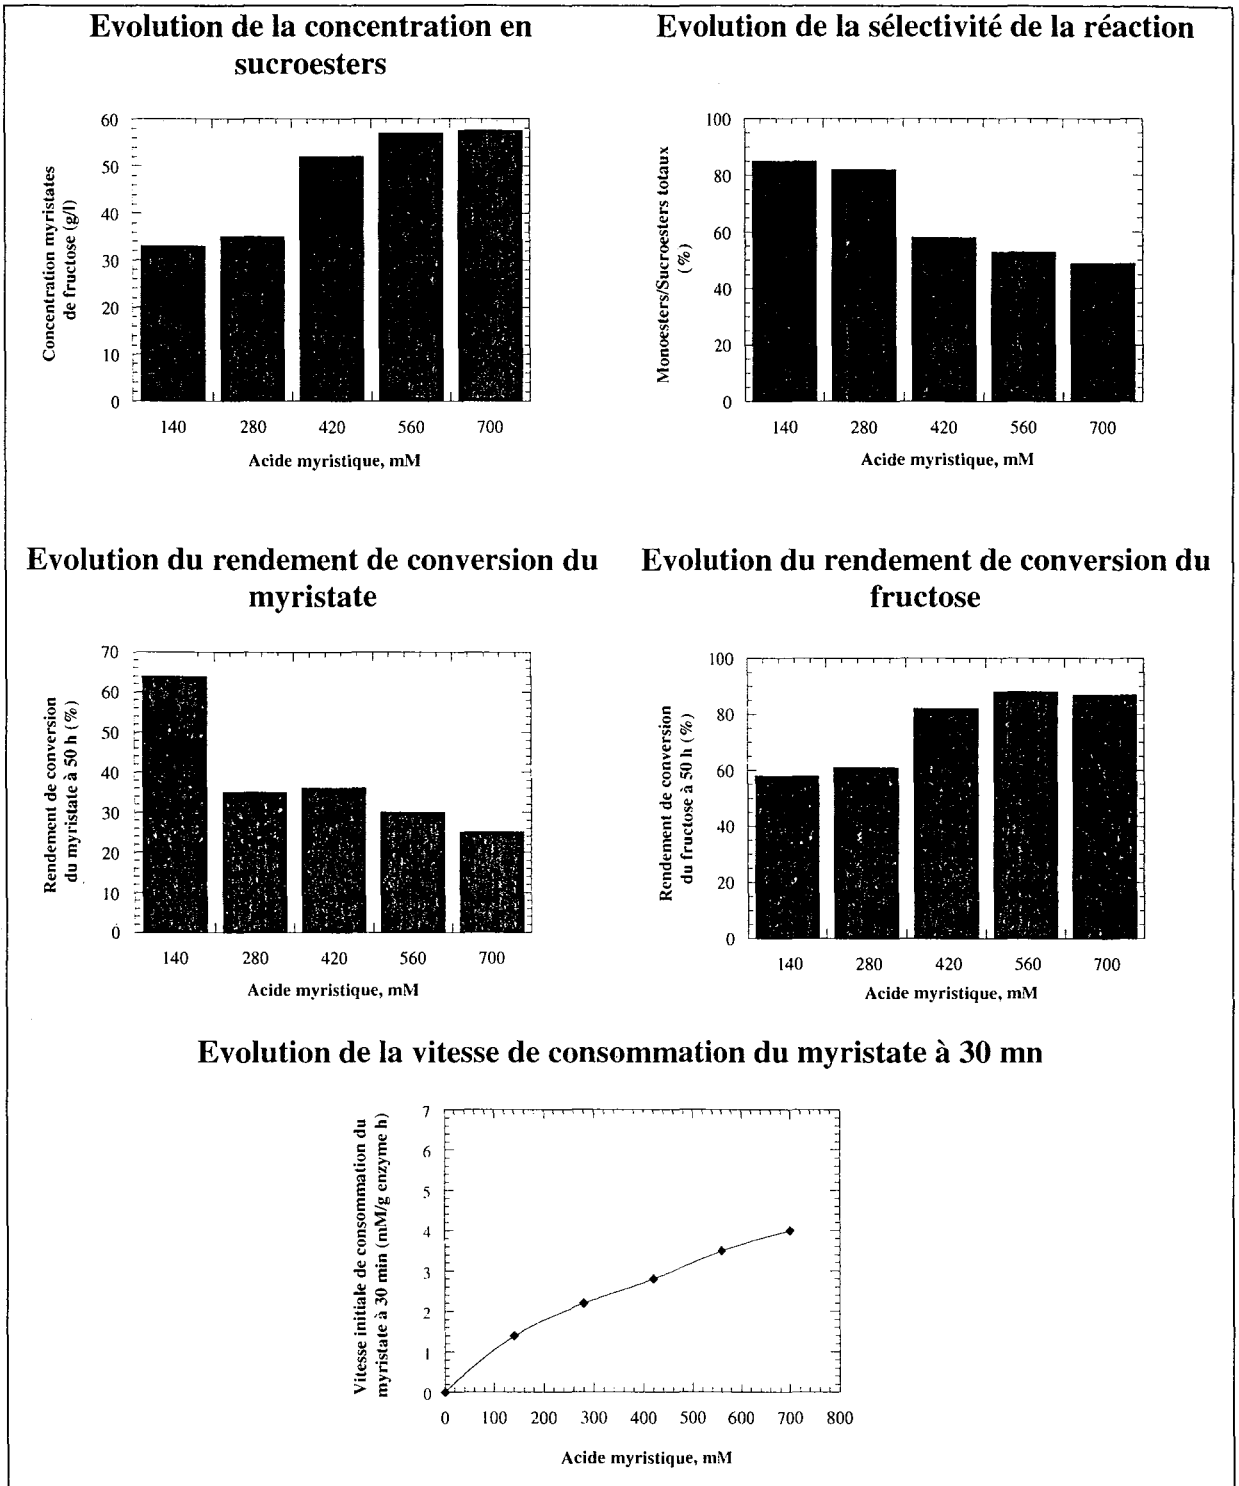 Evolution de la concentration en
sucroesters
Concentration myristates
de fructose (g/l)
60
50
40
30
20
10
0
140 280 420 560 700
Acide myristique, mM
Evolution de la sélectivité de la réaction
Monoesters/Sucroesters totaux
(%)
100
80
60
40
20
0
140 280 420 560 700
Acide myristique, mM
Evolution du rendement de conversion du
myristate
Rendement de conversion
du myristate à 50 h (%)
70
60
50
40
30
20
10
0
140 280 420 560 700
Acide myristique, mM
Evolution du rendement de conversion du
fructose
Rendement de conversion
du fructose à 50 h (%)
100
80
60
40
20
0
140 280 420 560 700
Acide myristique, mM
Evolution de la vitesse de consommation du myristate à 30 mn
Vitesse initiale de consommation du
myristate à 30 min (mM/g enzyme h)
7
6
5
4
3
2
1
0
0 100 200 300 400 500 600 700 800
Acide myristique, mM